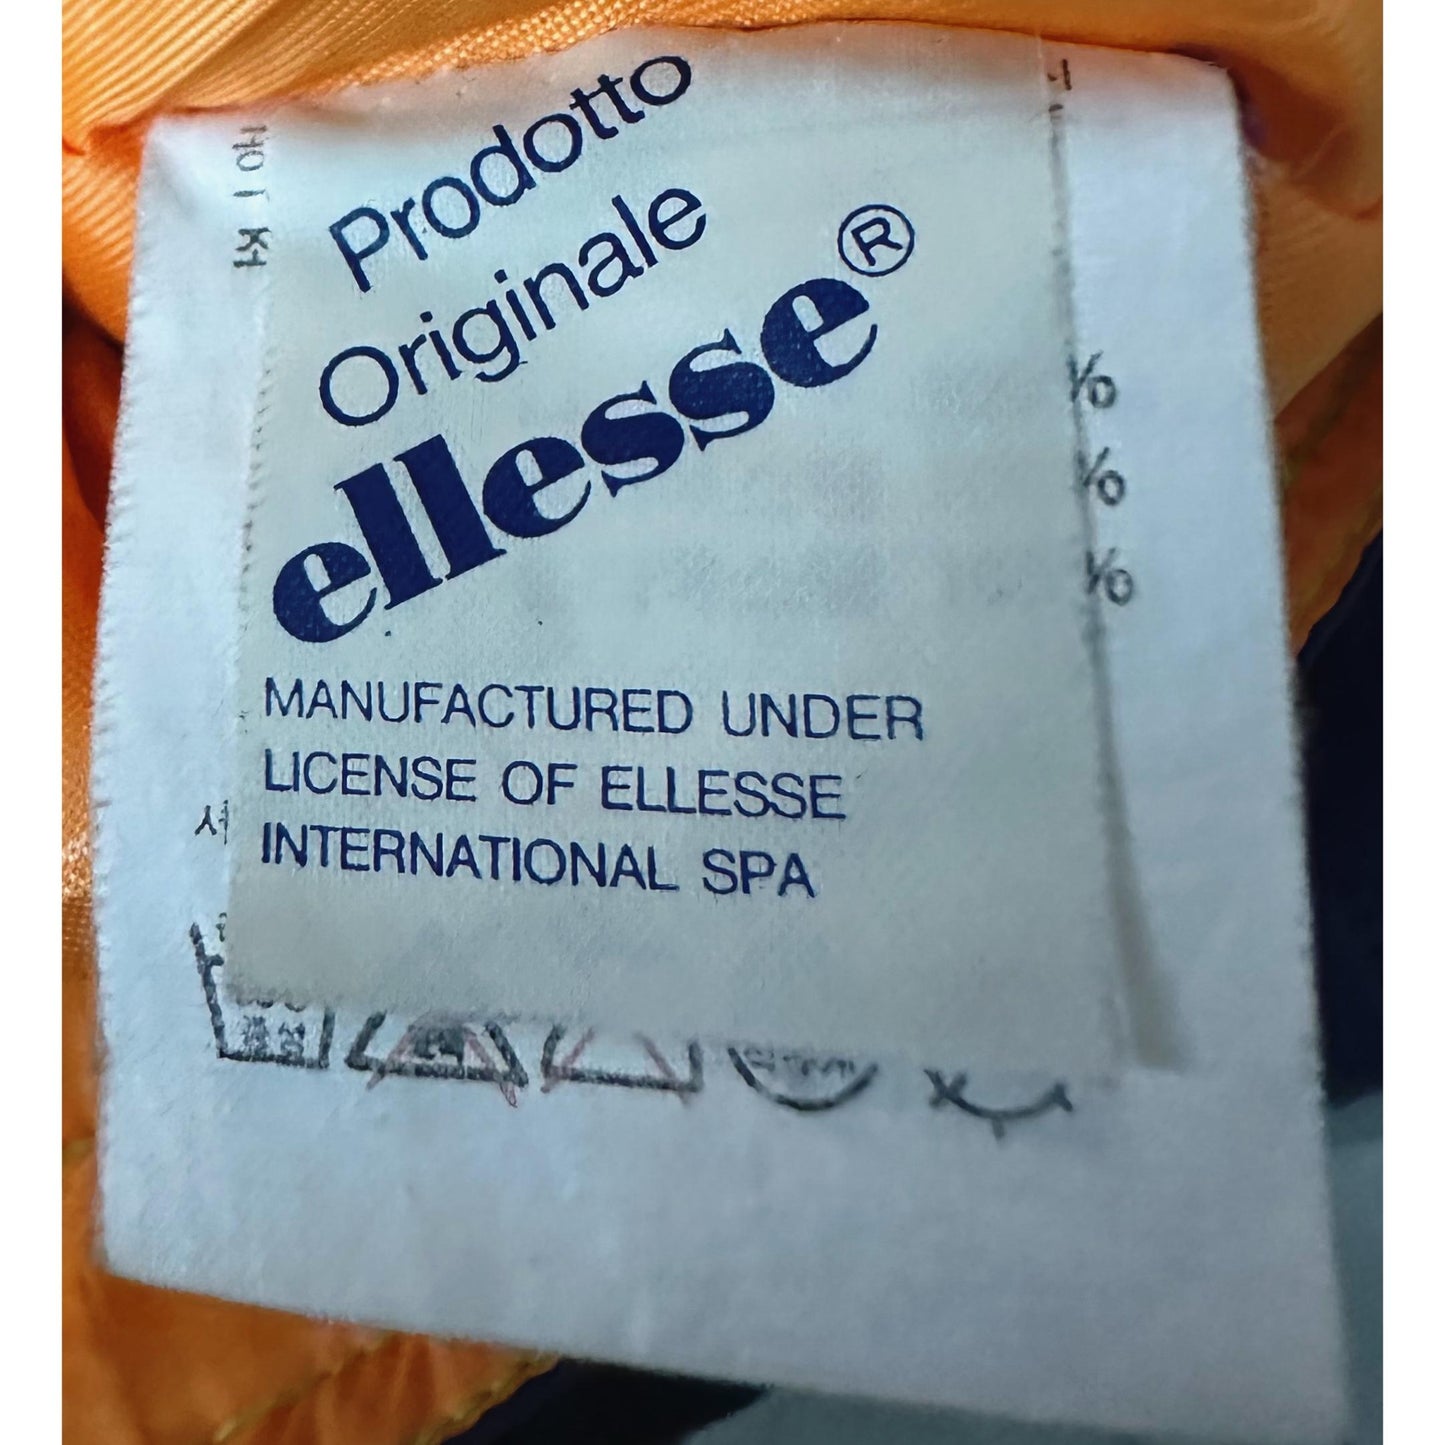 Prodotto
Originale
ellesse®
MANUFACTURED UNDER
LICENSE OF ELLESSE
INTERNATIONAL SPA